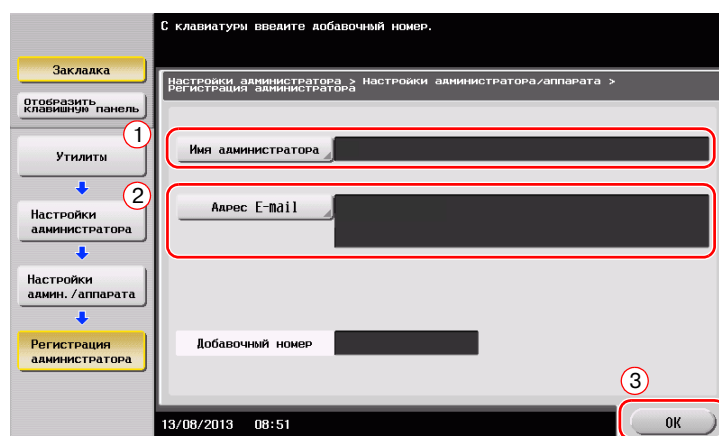 С клавиатуры введите добавочный номер.
Закладка
Отобразить
клавишную панель
Настройки администратора > Настройки администратора/аппарата >
Регистрация администратора
1
Утилиты
Имя администратора
2
Настройки
администратора
Адрес E-mail
Настройки
админ./аппарата
Регистрация
администратора
Добавочный номер
3
13/08/2013 08:51
OK